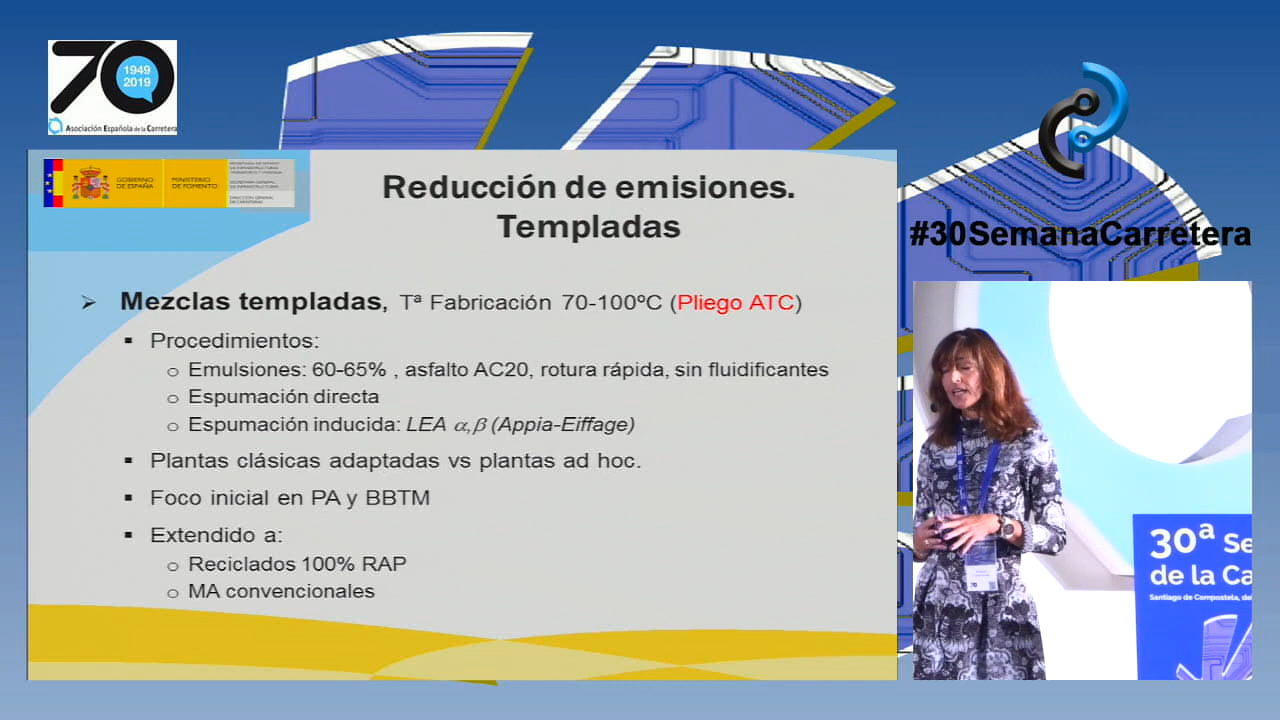 70
1949
2019
Asociación Española de la Carretera
GOBIERNO
DE ESPAÑA
MINISTERIO
DE FOMENTO
Reducción de emisiones.
Templadas
#30SemanaCarretera
➢ Mezclas templadas, Tª Fabricación 70-100ºC (Pliego ATC)
▪ Procedimientos:
o Emulsiones: 60-65% , asfalto AC20, rotura rápida, sin fluidificantes
o Espumación directa
o Espumación inducida: LEA α,β (Appia-Eiffage)
▪ Plantas clásicas adaptadas vs plantas ad hoc.
▪ Foco inicial en PA y BBTM
▪ Extendido a:
o Reciclados 100% RAP
o MA convencionales
30ª Se
de la Ca
Santiago de Compostela, del